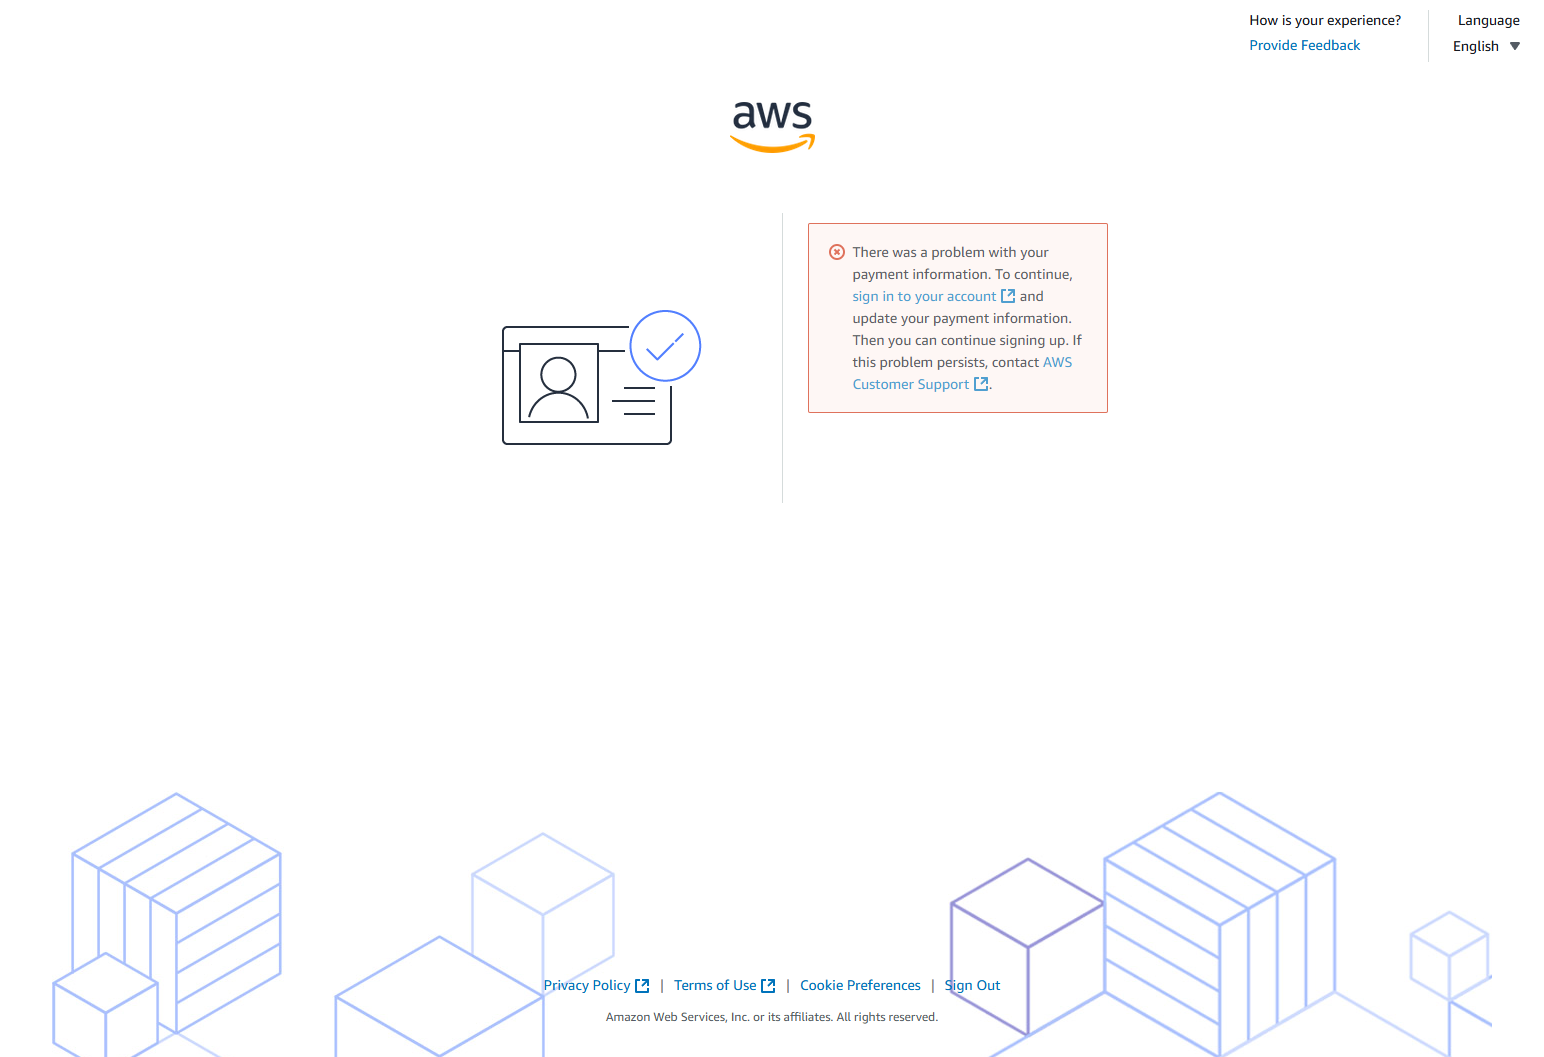 How is your experience?
Provide Feedback
Language
English
aws
There was a problem with your
payment information. To continue,
sign in to your account and
update your payment information.
Then you can continue signing up. If
this problem persists, contact AWS
Customer Support.
Privacy Policy | Terms of Use | Cookie Preferences | Sign Out
Amazon Web Services, Inc. or its affiliates. All rights reserved.